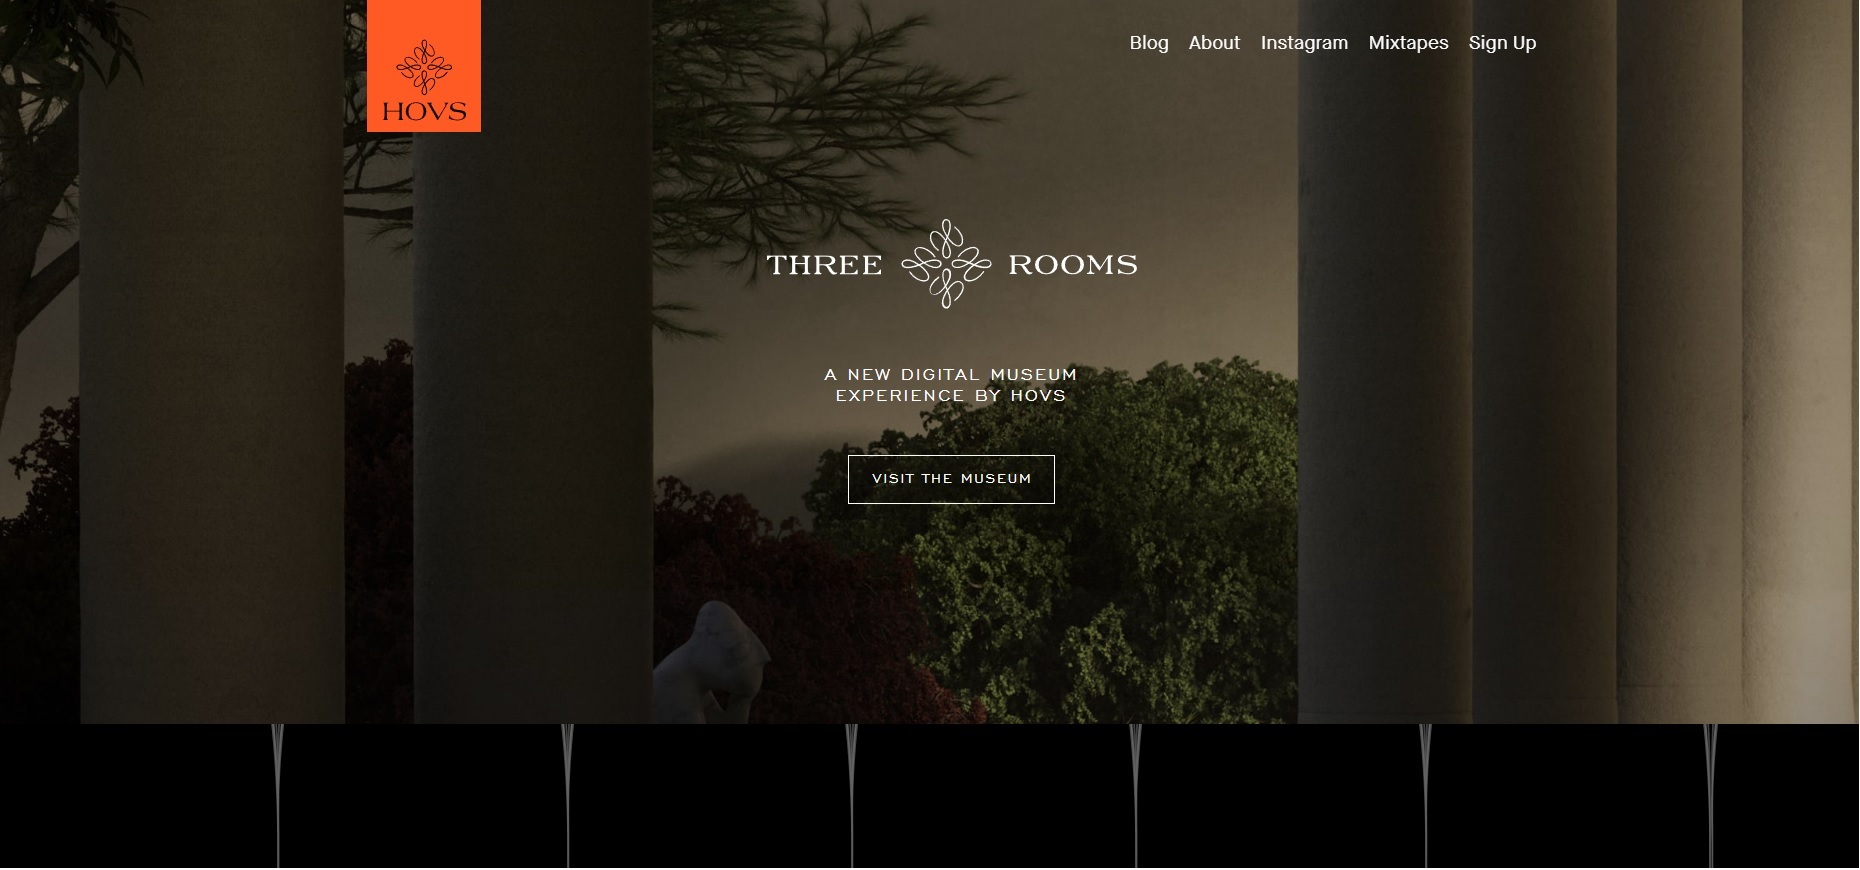 HOVS
Blog About Instagram Mixtapes Sign Up
THREE ROOMS
A NEW DIGITAL MUSEUM
EXPERIENCE BY HOVS
VISIT THE MUSEUM